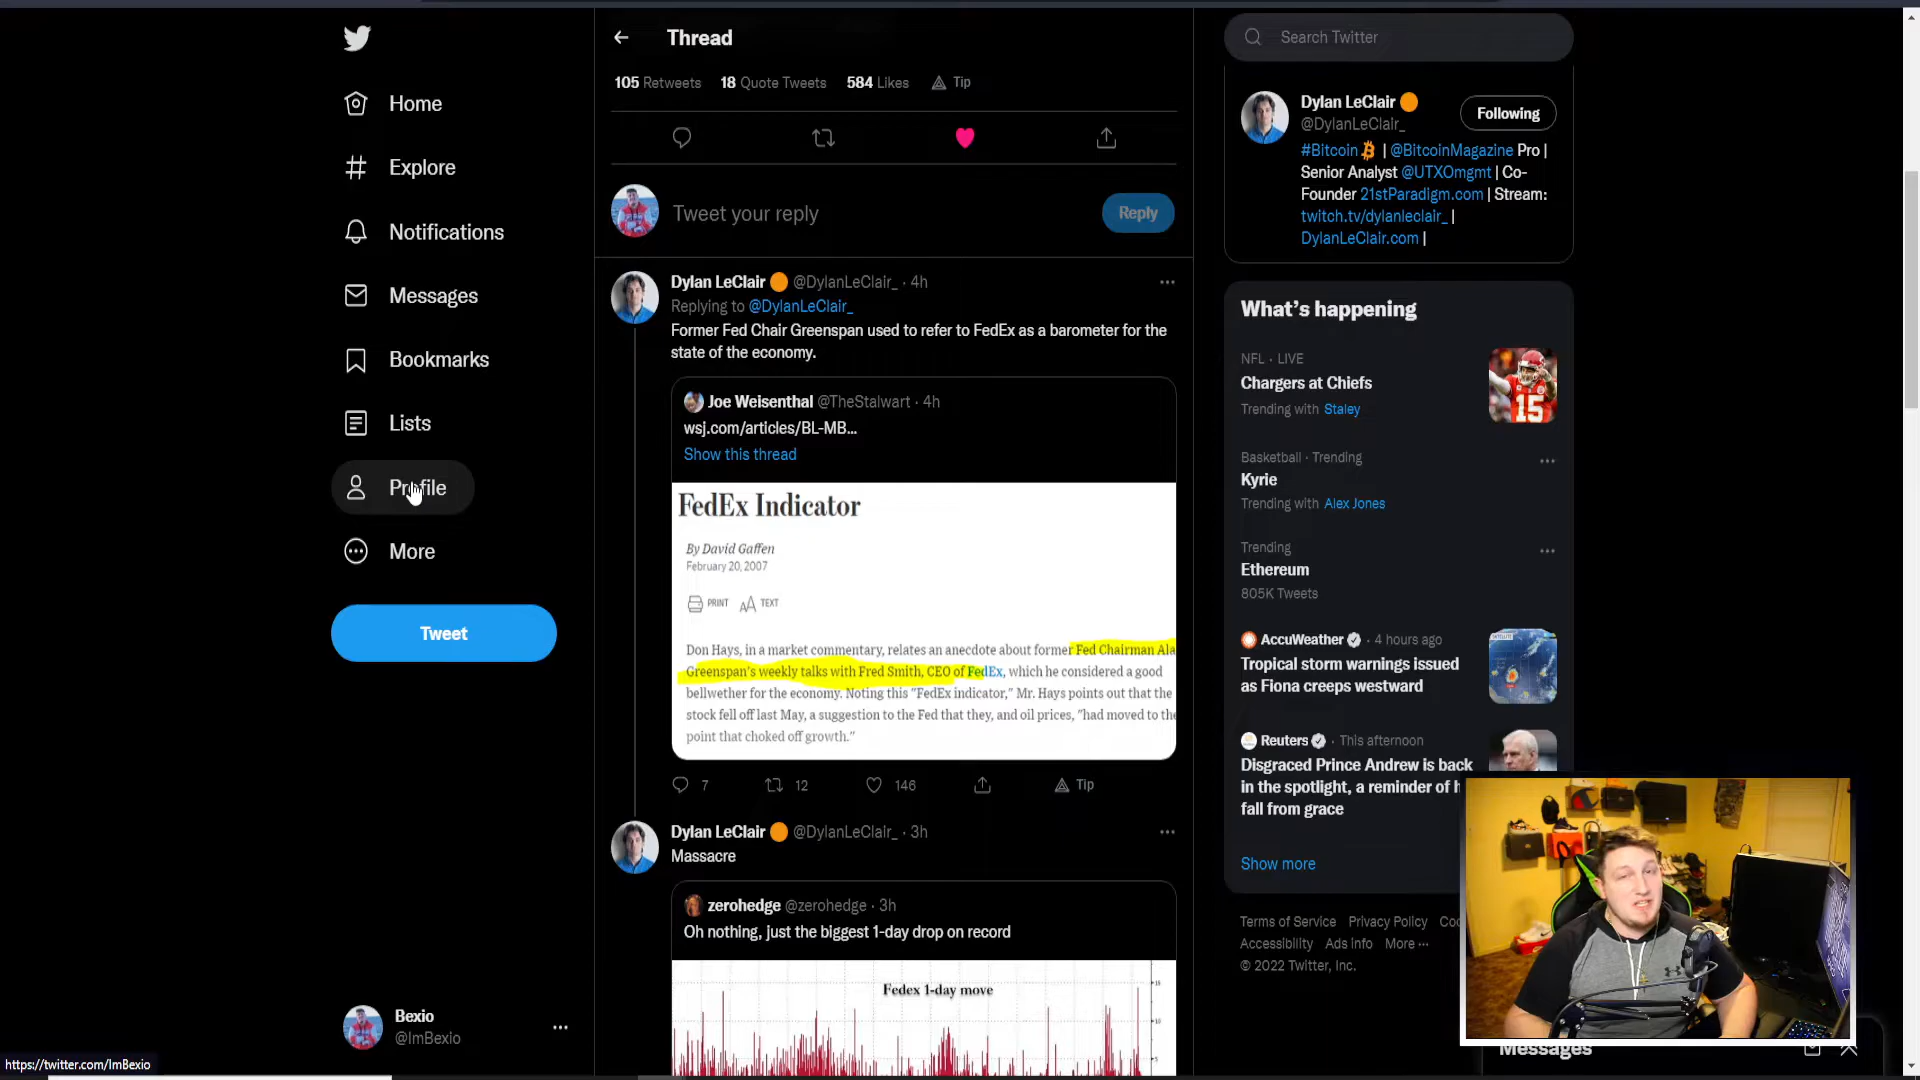 Home
Explore
Notifications
Messages
Bookmarks
Lists
Profile
More
Tweet
Bexio
@ImBexio
https://twitter.com/ImBexio
Thread
105 Retweets 18 Quote Tweets 584 Likes Tip
Tweet your reply
Reply
Dylan LeClair @DylanLeClair_ · 4h
Replying to @DylanLeClair_
Former Fed Chair Greenspan used to refer to FedEx as a barometer for the
state of the economy.
Joe Weisenthal @TheStalwart · 4h
wsj.com/articles/BL-MB...
Show this thread
FedEx Indicator
By David Gaffen
February 20, 2007
PRINT AA TEXT
Don Hays, in a market commentary, relates an anecdote about former Fed Chairman Ala
Greenspan's weekly talks with Fred Smith, CEO of FedEx, which he considered a good
bellwether for the economy. Noting this "FedEx indicator," Mr. Hays points out that the
stock fell off last May, a suggestion to the Fed that they, and oil prices, "had moved to the
point that choked off growth."
7 12 146 Tip
Dylan LeClair @DylanLeClair_ · 3h
Massacre
zerohedge @zerohedge · 3h
Oh nothing, just the biggest 1-day drop on record
Fedex 1-day move
15
10
5
Search Twitter
Dylan LeClair
@DylanLeClair_
Following
#Bitcoin | @BitcoinMagazine Pro |
Senior Analyst @UTXOmgmt | Co-
Founder 21stParadigm.com | Stream:
twitch.tv/dylanleclair_ |
DylanLeClair.com |
What's happening
NFL · LIVE
Chargers at Chiefs
Trending with Staley
Basketball · Trending
Kyrie
Trending with Alex Jones
Trending
Ethereum
805K Tweets
AccuWeather · 4 hours ago
Tropical storm warnings issued
as Fiona creeps westward
Reuters · This afternoon
Disgraced Prince Andrew is back
in the spotlight, a reminder of h
fall from grace
Show more
Terms of Service Privacy Policy Coo
Accessibility Ads info More ...
© 2022 Twitter, Inc.
Messages